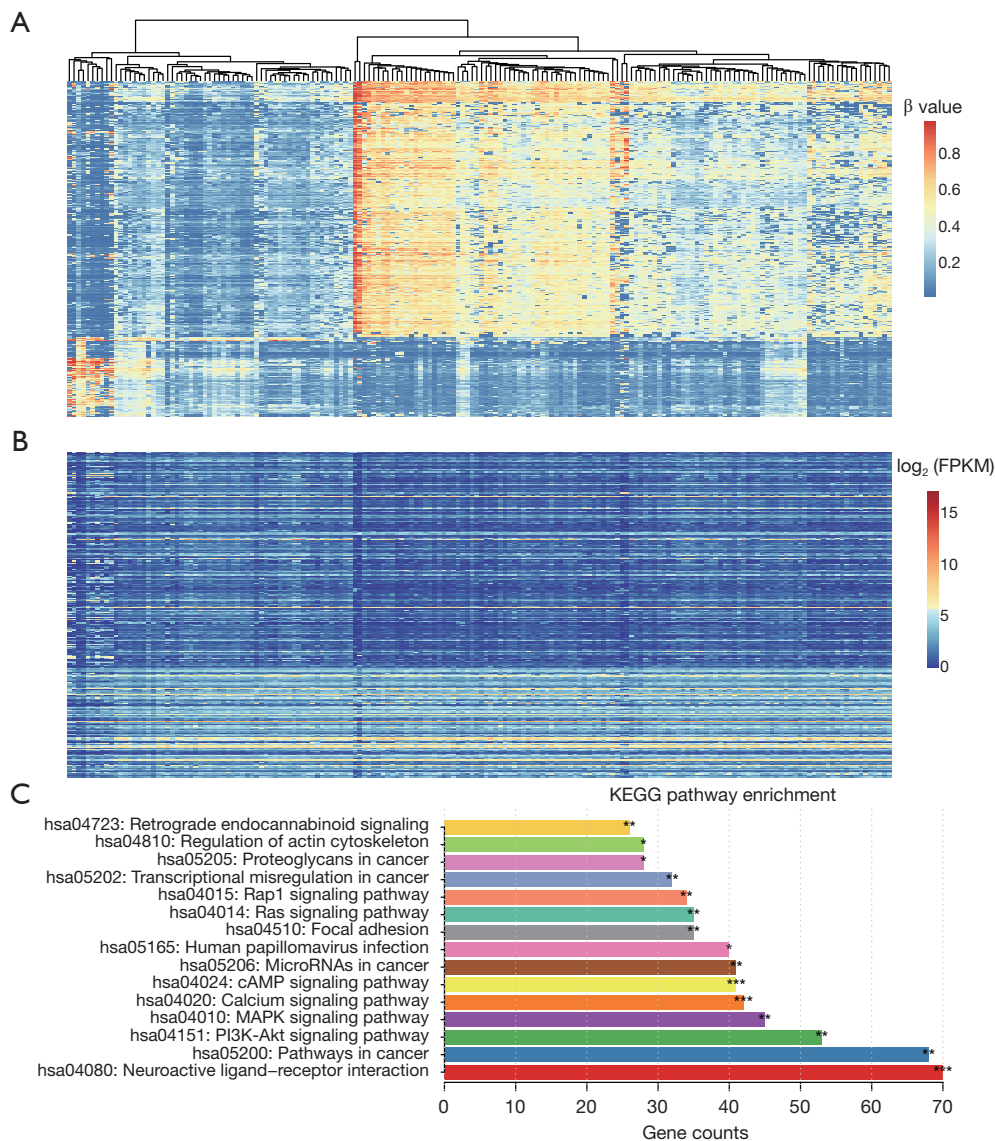 A
β value
0.8
0.6
0.4
0.2
B
log2 (FPKM)
15
10
5
0
C
KEGG pathway enrichment
hsa04723: Retrograde endocannabinoid signaling **
hsa04810: Regulation of actin cytoskeleton *
hsa05205: Proteoglycans in cancer *
hsa05202: Transcriptional misregulation in cancer **
hsa04015: Rap1 signaling pathway **
hsa04014: Ras signaling pathway **
hsa04510: Focal adhesion **
hsa05165: Human papillomavirus infection *
hsa05206: MicroRNAs in cancer **
hsa04024: cAMP signaling pathway ***
hsa04020: Calcium signaling pathway ***
hsa04010: MAPK signaling pathway **
hsa04151: PI3K-Akt signaling pathway **
hsa05200: Pathways in cancer **
hsa04080: Neuroactive ligand−receptor interaction ***
0 10 20 30 40 50 60 70
Gene counts